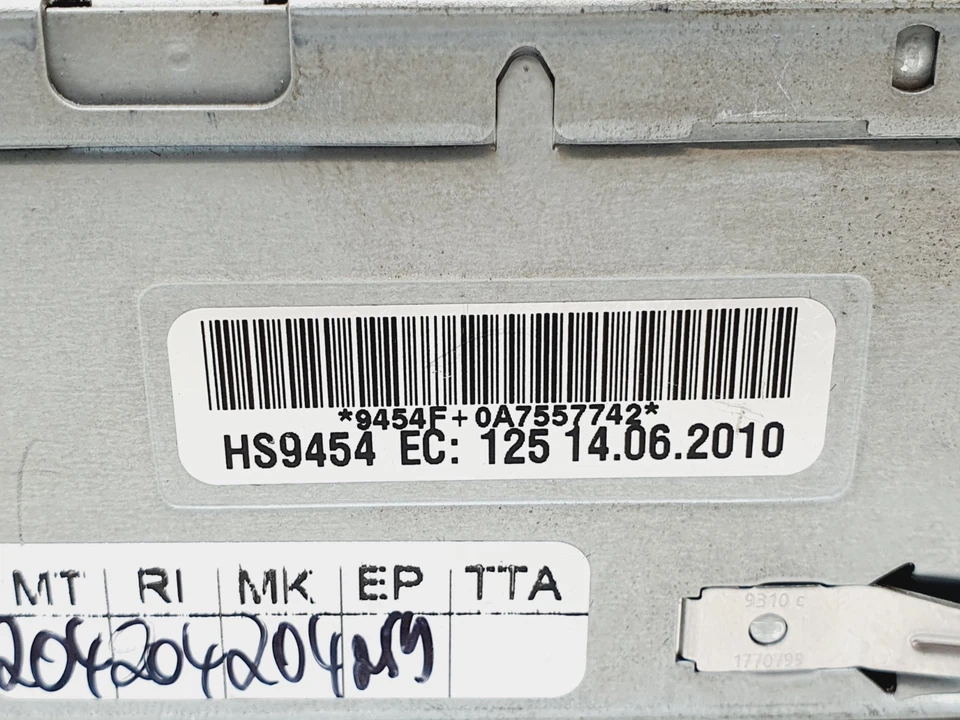 *9454F+0A7557742*
HS9454 EC: 125 14.06.2010
MT RI MK EP TTA
204 204 204
9310 c
1770799